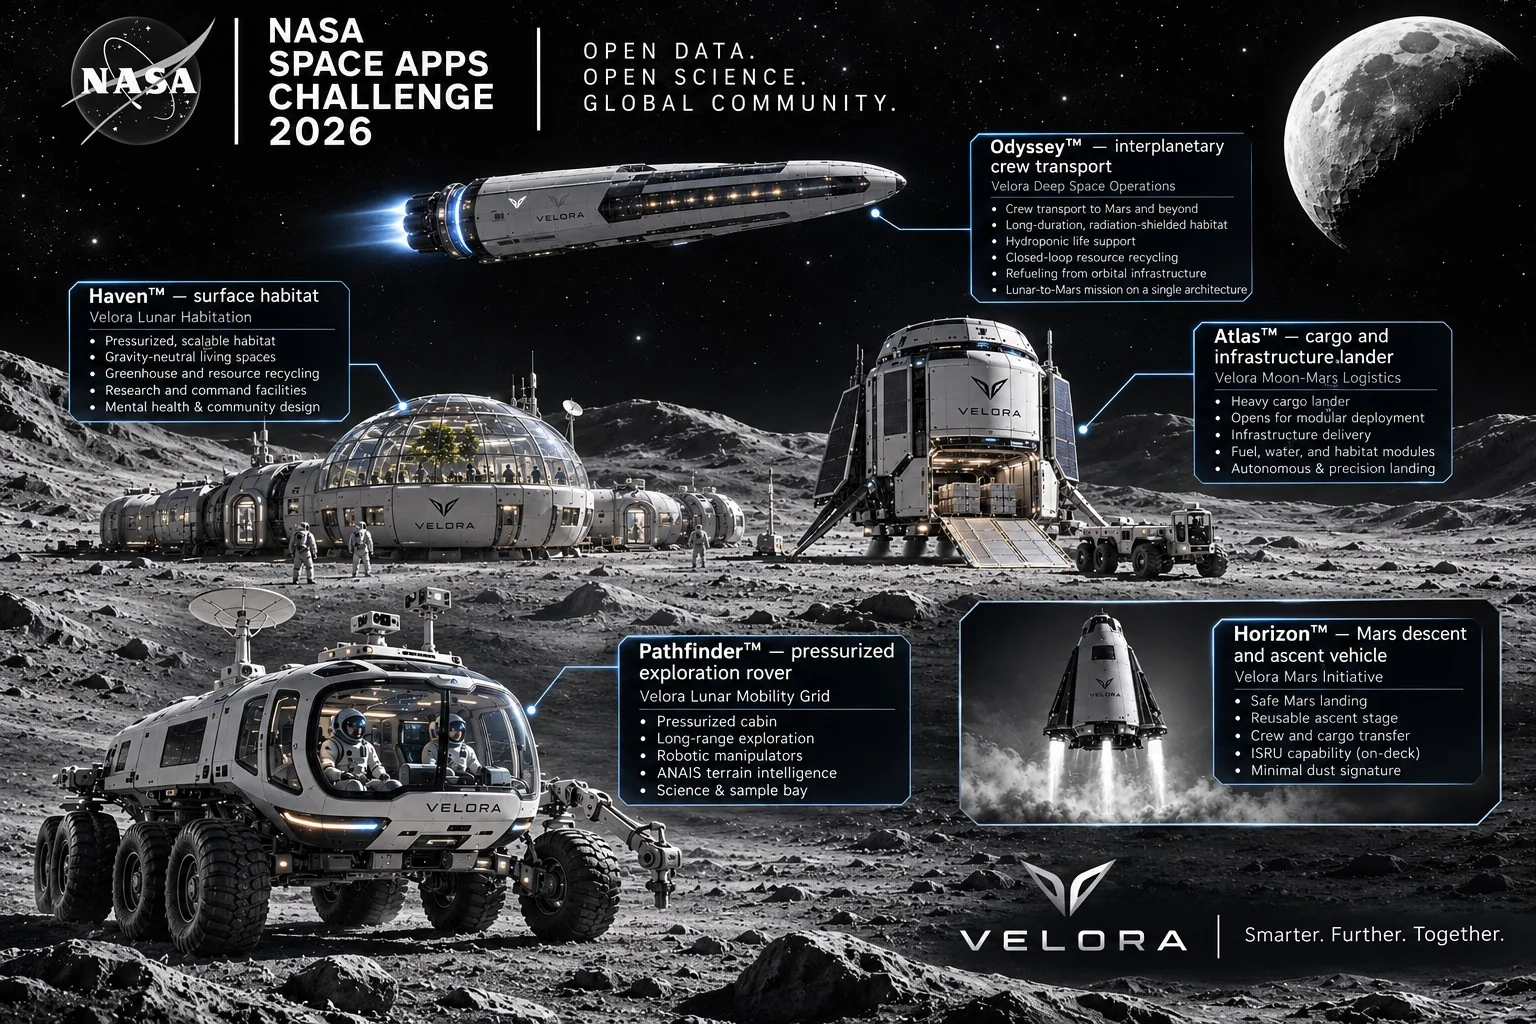 NASA
NASA
SPACE APPS
CHALLENGE
2026
OPEN DATA.
OPEN SCIENCE.
GLOBAL COMMUNITY.
Odyssey™ — interplanetary
crew transport
Velora Deep Space Operations
• Crew transport to Mars and beyond
• Long-duration, radiation-shielded habitat
• Hydroponic life support
• Closed-loop resource recycling
• Refueling from orbital infrastructure
• Lunar-to-Mars mission on a single architecture
VELORA
Haven™ — surface habitat
Velora Lunar Habitation
• Pressurized, scalable habitat
• Gravity-neutral living spaces
• Greenhouse and resource recycling
• Research and command facilities
• Mental health & community design
Atlas™ — cargo and
infrastructure lander
Velora Moon-Mars Logistics
• Heavy cargo lander
• Opens for modular deployment
• Infrastructure delivery
• Fuel, water, and habitat modules
• Autonomous & precision landing
VELORA
VELORA
Pathfinder™ — pressurized
exploration rover
Velora Lunar Mobility Grid
• Pressurized cabin
• Long-range exploration
• Robotic manipulators
• ANAIS terrain intelligence
• Science & sample bay
VELORA
Horizon™ — Mars descent
and ascent vehicle
Velora Mars Initiative
• Safe Mars landing
• Reusable ascent stage
• Crew and cargo transfer
• ISRU capability (on-deck)
• Minimal dust signature
VELORA
VELORA
Smarter. Further. Together.